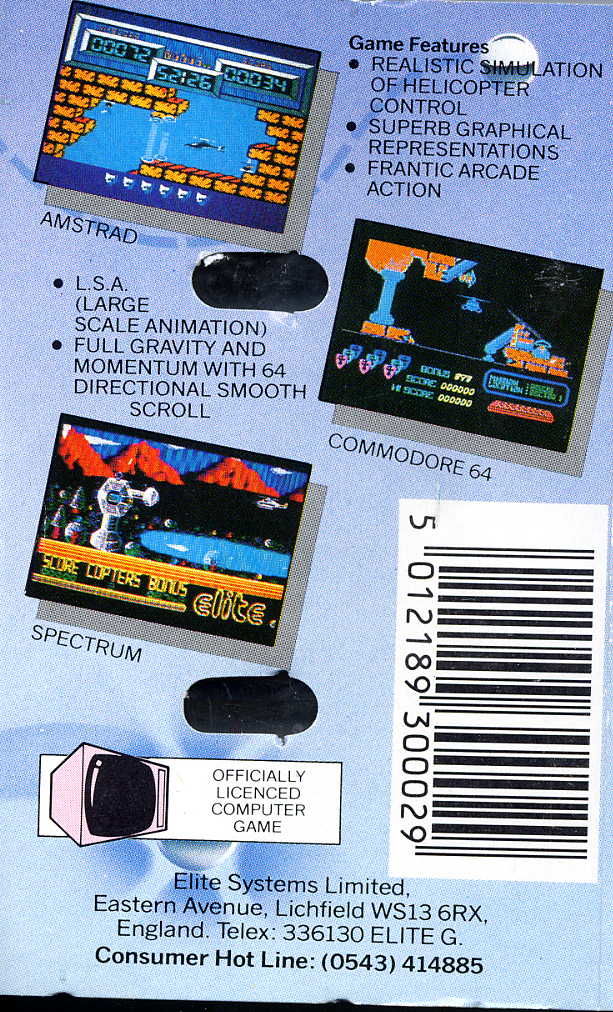 Game Features
• REALISTIC SIMULATION
OF HELICOPTER
CONTROL
• SUPERB GRAPHICAL
REPRESENTATIONS
• FRANTIC ARCADE
ACTION
00072
52126
00034
AMSTRAD
• L.S.A.
(LARGE
SCALE ANIMATION)
• FULL GRAVITY AND
MOMENTUM WITH 64
DIRECTIONAL SMOOTH
SCROLL
BONUS
SCORE 000000
HI SCORE 000000
COMMODORE 64
SCORE COPTERS BONUS
elite
SPECTRUM
5 012189 300029
OFFICIALLY
LICENCED
COMPUTER
GAME
Elite Systems Limited,
Eastern Avenue, Lichfield WS13 6RX,
England. Telex: 336130 ELITE G.
Consumer Hot Line: (0543) 414885